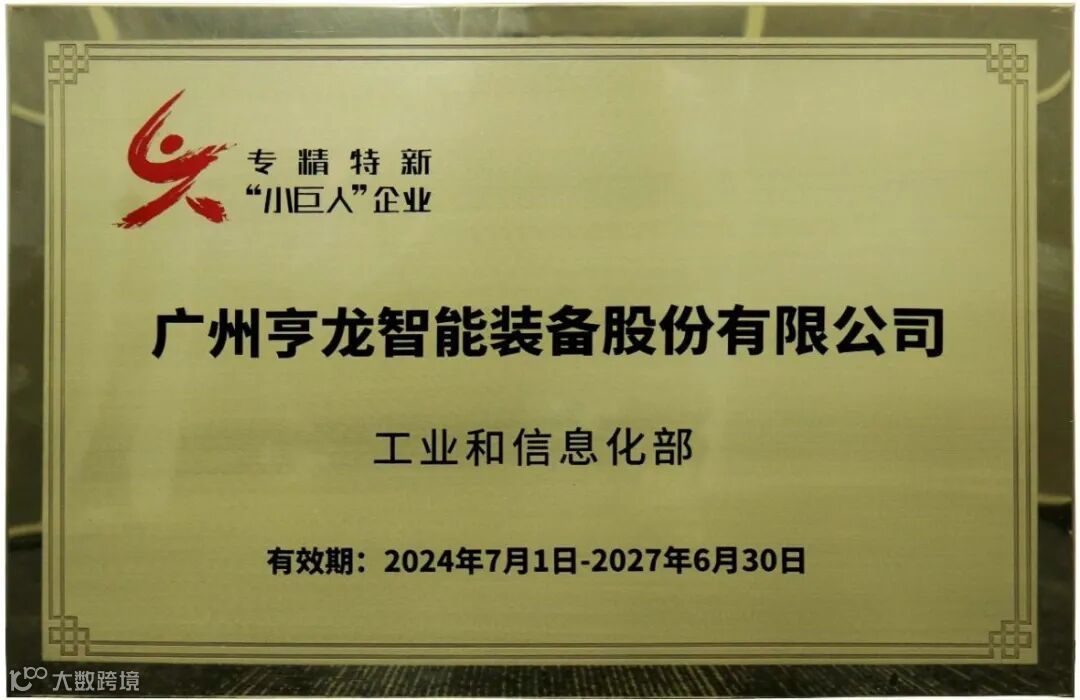 专精特新
“小巨人”企业
广州亨龙智能装备股份有限公司
工业和信息化部
有效期：2024年7月1日-2027年6月30日
大数跨境